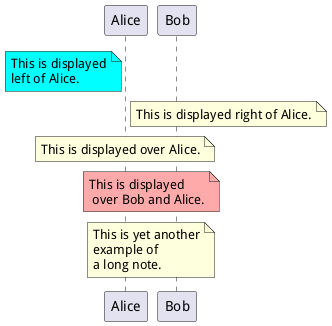 Alice
Bob
This is displayed
left of Alice.
This is displayed right of Alice.
This is displayed over Alice.
This is displayed
over Bob and Alice.
This is yet another
example of
a long note.
Alice
Bob